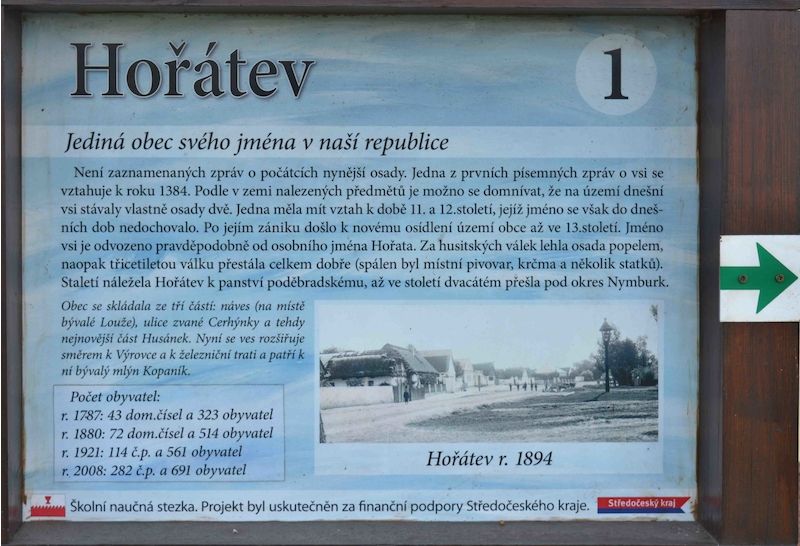 Hořátev
1
Jediná obec svého jména v naší republice
Není zaznamenaných zpráv o počátcích nynější osady. Jedna z prvních písemných zpráv o vsi se
vztahuje k roku 1384. Podle v zemi nalezených předmětů je možno se domnívat, že na území dnešní
vsi stávaly vlastně osady dvě. Jedna měla mít vztah k době 11. a 12.století, jejíž jméno se však do dneš-
ních dob nedochovalo. Po jejím zániku došlo k novému osídlení území obce až ve 13.století. Jméno
vsi je odvozeno pravděpodobně od osobního jména Hořata. Za husitských válek lehla osada popelem,
naopak třicetiletou válku přestála celkem dobře (spálen byl místní pivovar, krčma a několik statků).
Staletí náležela Hořátev k panství poděbradskému, až ve století dvacátém přešla pod okres Nymburk.
Obec se skládala ze tří částí: náves (na místě
bývalé Louže), ulice zvané Cerhýnky a tehdy
nejnovější část Husánek. Nyní se ves rozšiřuje
směrem k Výrovce a k železniční trati a patří k
ní bývalý mlýn Kopaník.
Počet obyvatel:
r. 1787: 43 dom.čísel a 323 obyvatel
r. 1880: 72 dom.čísel a 514 obyvatel
r. 1921: 114 č.p. a 561 obyvatel
r. 2008: 282 č.p. a 691 obyvatel
Hořátev r. 1894
Školní naučná stezka. Projekt byl uskutečněn za finanční podpory Středočeského kraje.
Středočeský kraj